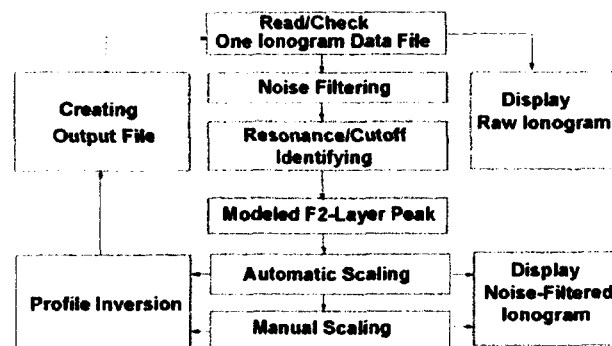 Read/Check
One Ionogram Data File
Noise Filtering
Creating
Output File
Display
Raw Ionogram
Resonance/Cutoff
Identifying
Modeled F2-Layer Peak
Automatic Scaling
Profile Inversion
Display
Noise-Filtered
Ionogram
Manual Scaling